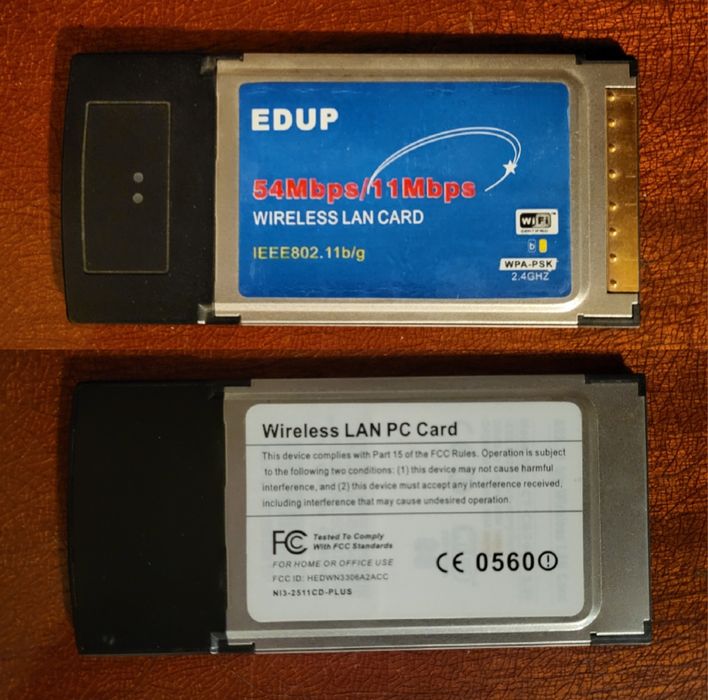 EDUP
54Mbps/11Mbps
WIRELESS LAN CARD
WiFi
IEEE802.11b/g
b
WPA-PSK
2.4GHZ
Wireless LAN PC Card
This device complies with Part 15 of the FCC Rules. Operation is subject
to the following two conditions: (1) this device may not cause harmful
interference, and (2) this device must accept any interference received,
including interference that may cause undesired operation.
FCC Tested To Comply
With FCC Standards
FOR HOME OR OFFICE USE
FCC ID: HEDWN3306A2ACC
NI3-2511CD-PLUS
CE 0560